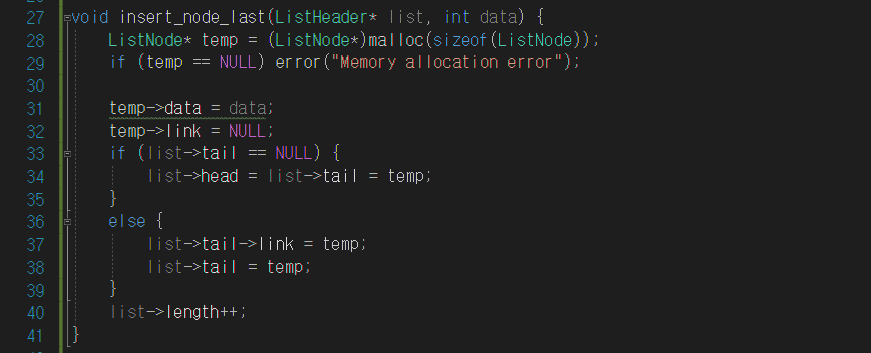 27 void insert_node_last(ListHeader* list, int data) {
28 ListNode* temp = (ListNode*)malloc(sizeof(ListNode));
29 if (temp == NULL) error("Memory allocation error");
30
31 temp->data = data;
32 temp->link = NULL;
33 if (list->tail == NULL) {
34 list->head = list->tail = temp;
35 }
36 else {
37 list->tail->link = temp;
38 list->tail = temp;
39 }
40 list->length++;
41 }